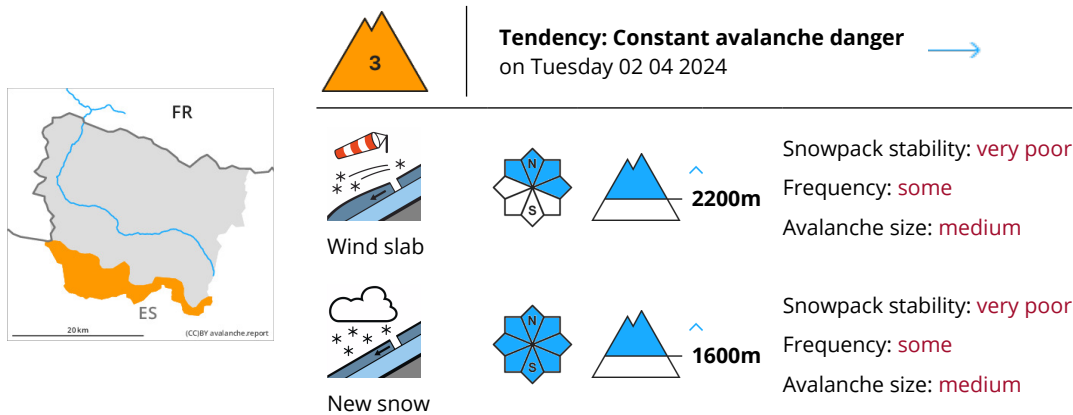 3
Tendency: Constant avalanche danger
on Tuesday 02 04 2024
FR
ES
20 km
(CC)BY avalanche.report
N
S
2200m
Wind slab
Snowpack stability: very poor
Frequency: some
Avalanche size: medium
N
S
1600m
New snow
Snowpack stability: very poor
Frequency: some
Avalanche size: medium